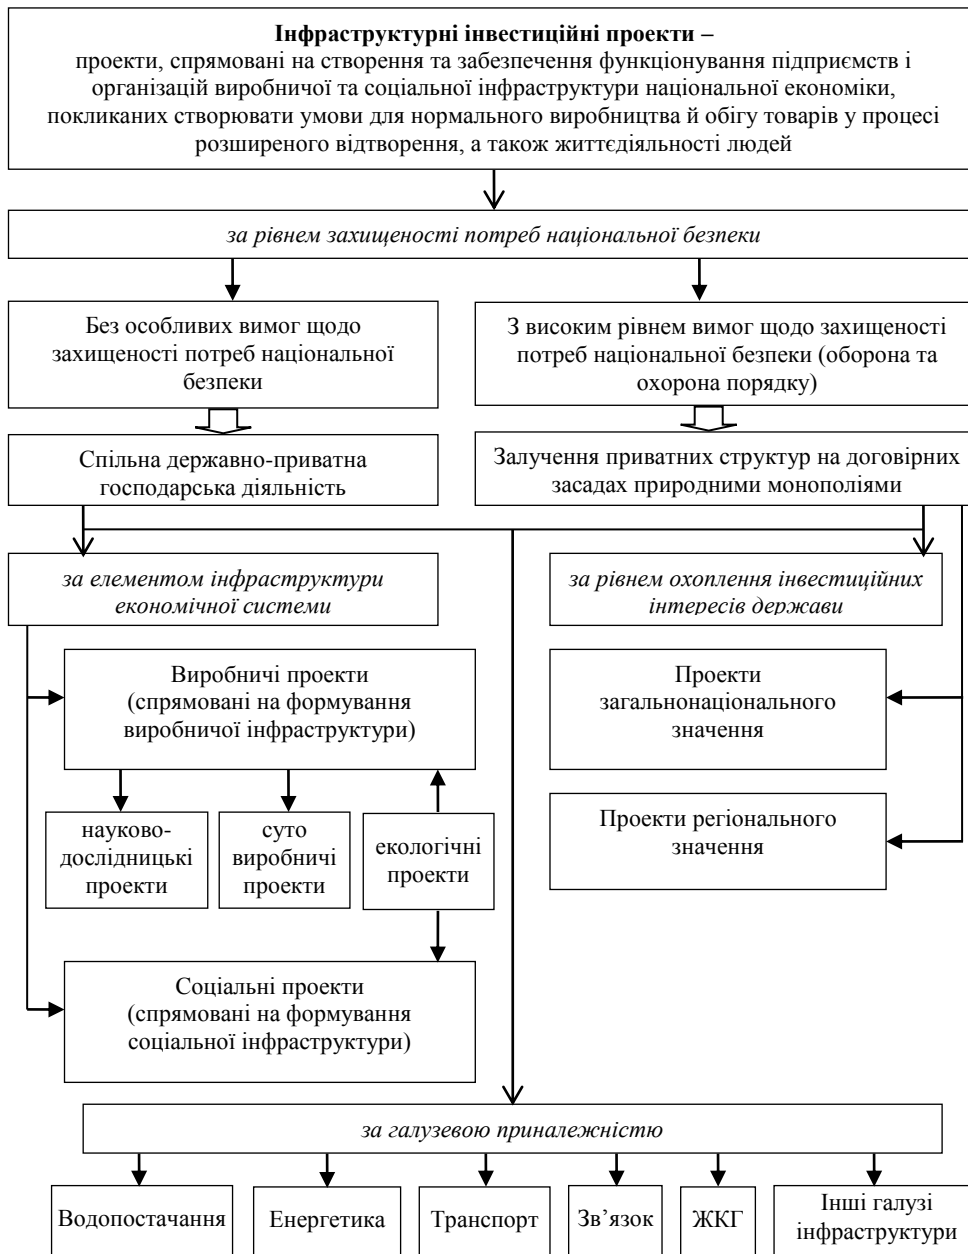 Інфраструктурні інвестиційні проекти –
проекти, спрямовані на створення та забезпечення функціонування підприємств і
організацій виробничої та соціальної інфраструктури національної економіки,
покликаних створювати умови для нормального виробництва й обігу товарів у процесі
розширеного відтворення, а також життєдіяльності людей
за рівнем захищеності потреб національної безпеки
Без особливих вимог щодо
захищеності потреб національної
безпеки
З високим рівнем вимог щодо захищеності
потреб національної безпеки (оборона та
охорона порядку)
Спільна державно-приватна
господарська діяльність
Залучення приватних структур на договірних
засадах природними монополіями
за елементом інфраструктури
економічної системи
за рівнем охоплення інвестиційних
інтересів держави
Виробничі проекти
(спрямовані на формування
виробничої інфраструктури)
Проекти
загальнонаціонального
значення
науково-
дослідницькі
проекти
суто
виробничі
проекти
екологічні
проекти
Проекти регіонального
значення
Соціальні проекти
(спрямовані на формування
соціальної інфраструктури)
за галузевою приналежністю
Водопостачання
Енергетика
Транспорт
Зв’язок
ЖКГ
Інші галузі
інфраструктури